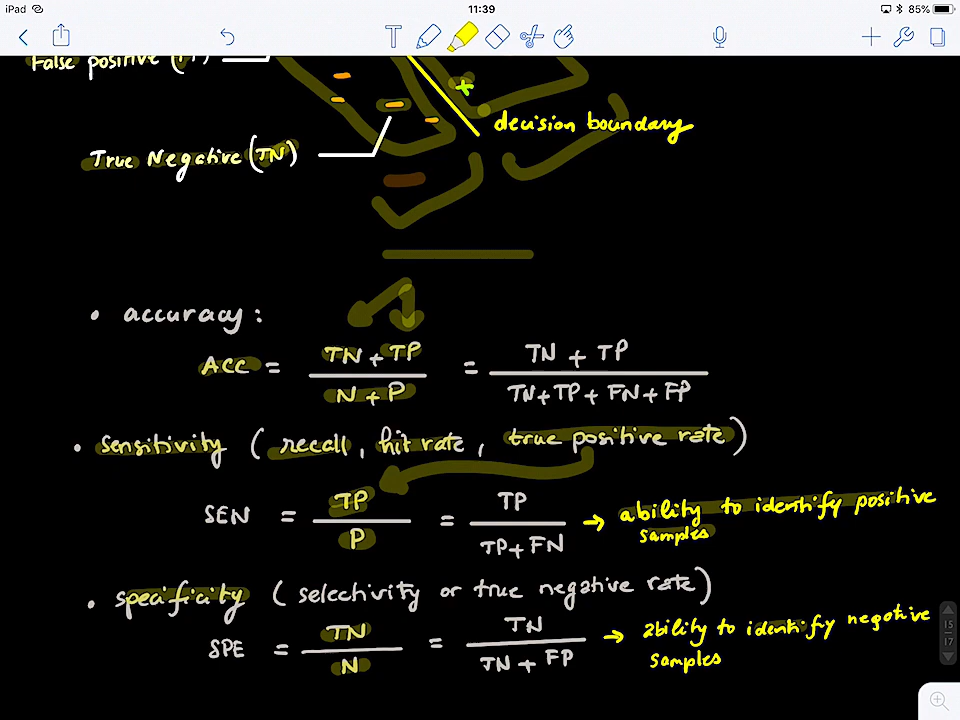 iPad 11:39 85%
T
False positive (FP)
+
decision boundary
True Negative (TN)
• accuracy :
ACC = TN + TP / N + P = TN + TP / TN + TP + FN + FP
• sensitivity ( recall, hit rate, true positive rate)
SEN = TP / P = TP / TP + FN → ability to identify positive
samples
• specificity ( selectivity or true negative rate)
SPE = TN / N = TN / TN + FP → ability to identify negative
samples
15
17